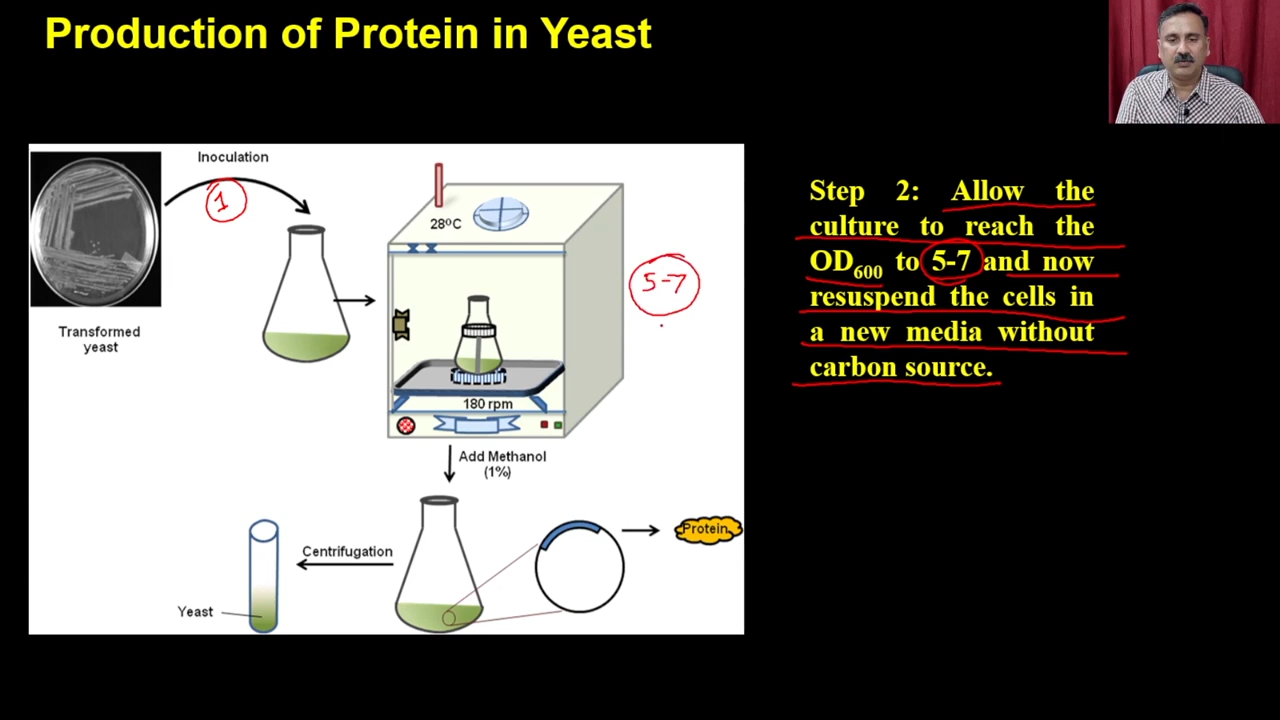 Production of Protein in Yeast
Inoculation
1
28⁰C
Transformed
yeast
5-7
180 rpm
Add Methanol
(1%)
Protein
Centrifugation
Yeast
Step 2: Allow the
culture to reach the
OD₆₀₀ to 5-7 and now
resuspend the cells in
a new media without
carbon source.